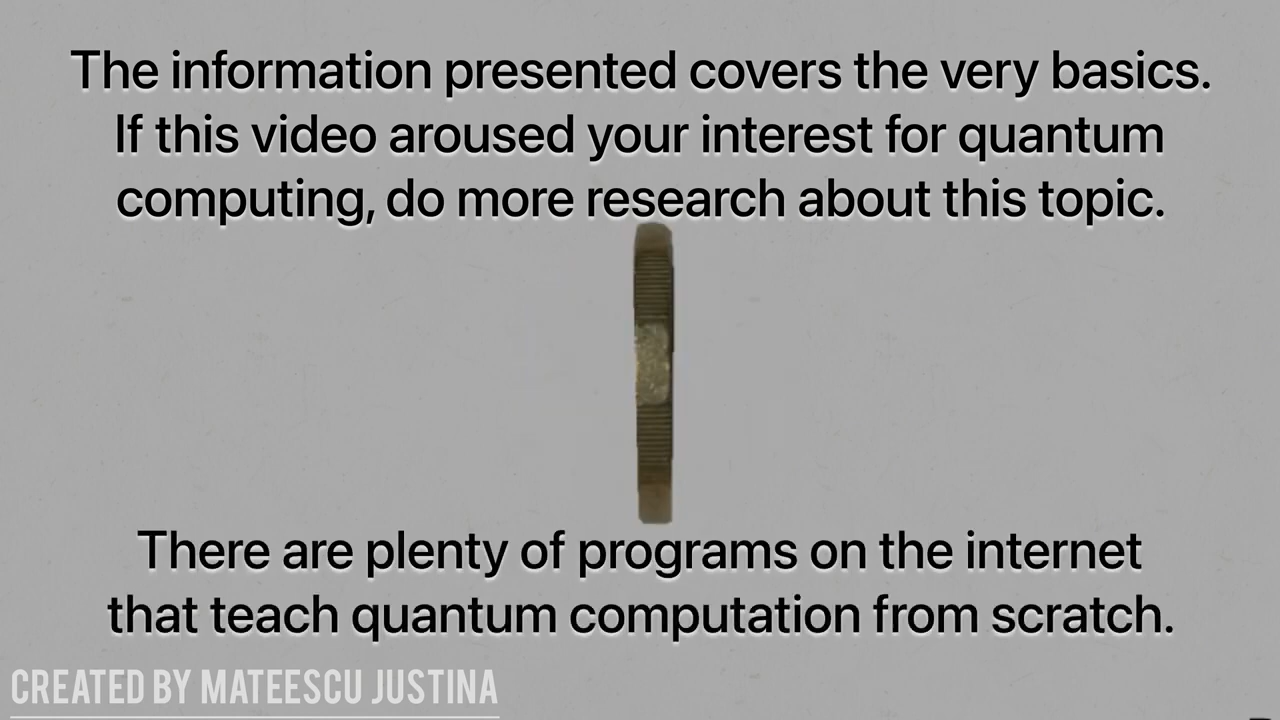 The information presented covers the very basics.
If this video aroused your interest for quantum
computing, do more research about this topic.
There are plenty of programs on the internet
that teach quantum computation from scratch.
CREATED BY MATEESCU JUSTINA